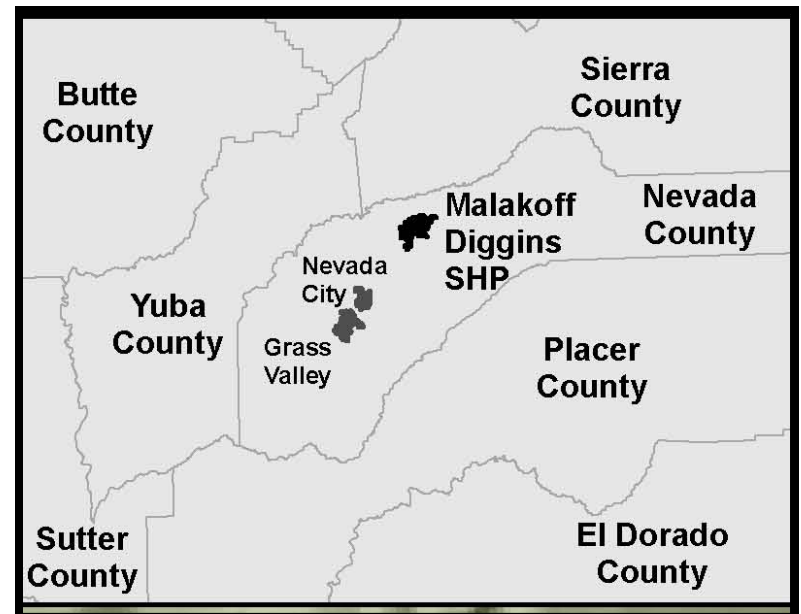 Butte
County
Sierra
County
Malakoff
Diggins
SHP
Nevada
County
Nevada
City
Yuba
County
Grass
Valley
Placer
County
Sutter
County
El Dorado
County